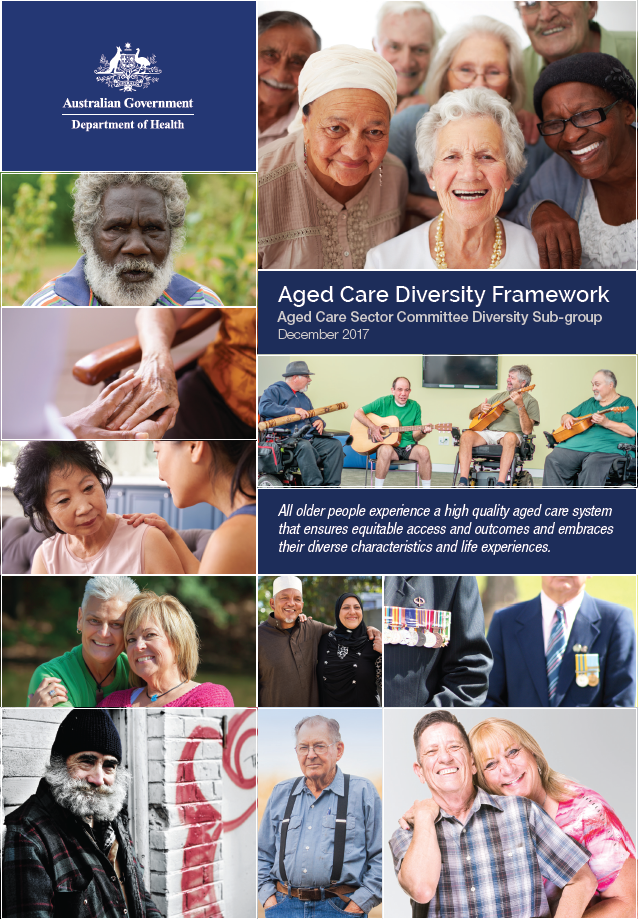 Australian Government
Department of Health
Aged Care Diversity Framework
Aged Care Sector Committee Diversity Sub-group
December 2017
All older people experience a high quality aged care system
that ensures equitable access and outcomes and embraces
their diverse characteristics and life experiences.